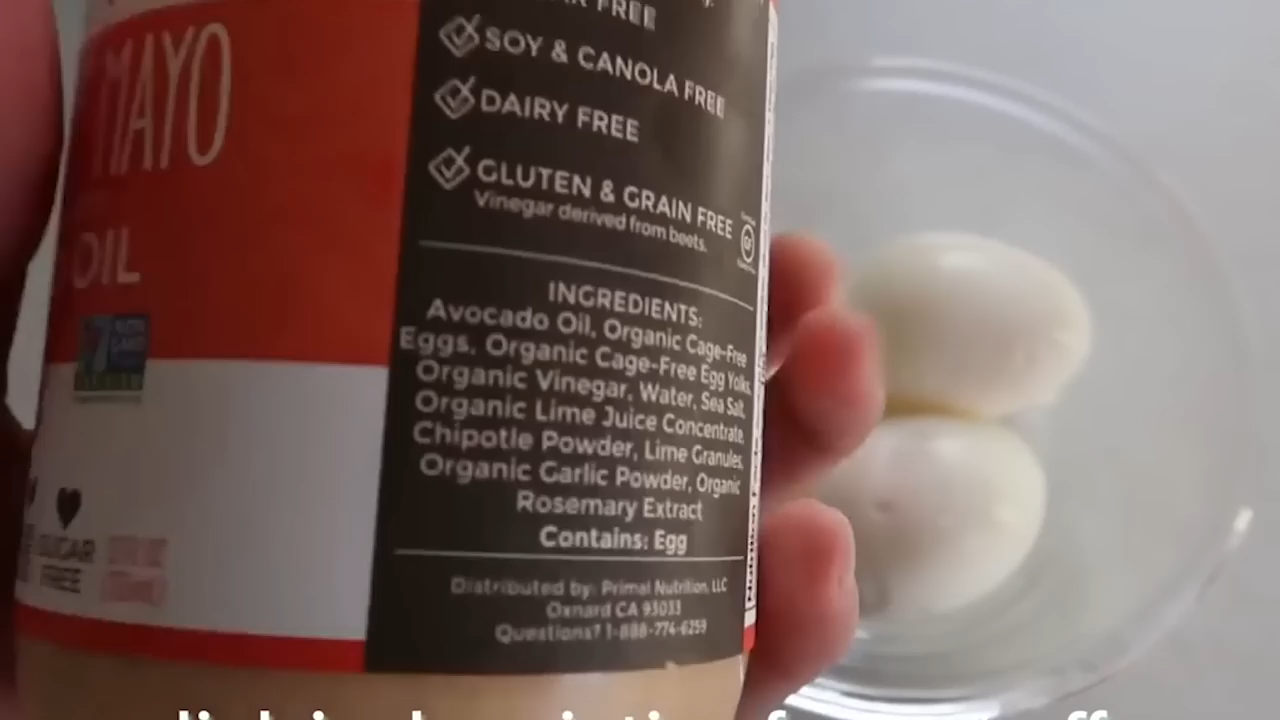 MAYO
OIL
SUGAR
FREE
FREE
SOY & CANOLA FREE
DAIRY FREE
GLUTEN & GRAIN FREE
Vinegar derived from beets.
INGREDIENTS:
Avocado Oil, Organic Cage-Free
Eggs, Organic Cage-Free Egg Yolks,
Organic Vinegar, Water, Sea Salt,
Organic Lime Juice Concentrate,
Chipotle Powder, Lime Granules,
Organic Garlic Powder, Organic
Rosemary Extract
Contains: Egg
Distributed by: Primal Nutrition, LLC
Oxnard CA 93033
Questions? 1-888-774-6259
Nutrition Facts